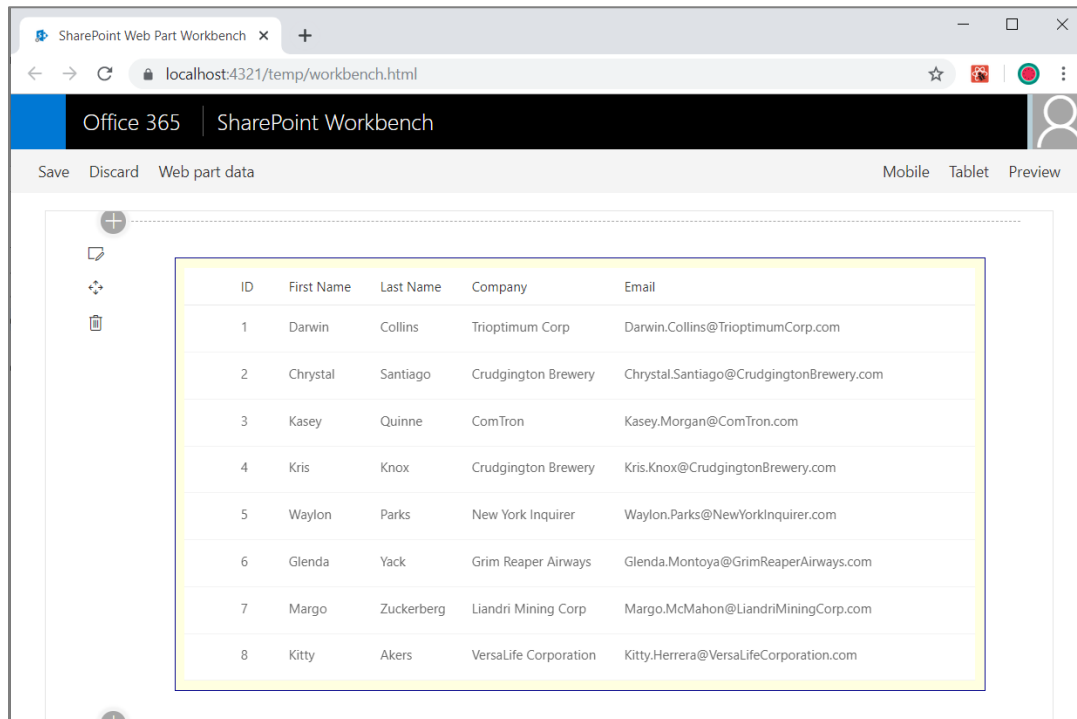 SharePoint Web Part Workbench
localhost:4321/temp/workbench.html
Office 365 SharePoint Workbench
Save Discard Web part data Mobile Tablet Preview
ID First Name Last Name Company Email
1 Darwin Collins Trioptimum Corp Darwin.Collins@TrioptimumCorp.com
2 Chrystal Santiago Crudgington Brewery Chrystal.Santiago@CrudgingtonBrewery.com
3 Kasey Quinne ComTron Kasey.Morgan@ComTron.com
4 Kris Knox Crudgington Brewery Kris.Knox@CrudgingtonBrewery.com
5 Waylon Parks New York Inquirer Waylon.Parks@NewYorkInquirer.com
6 Glenda Yack Grim Reaper Airways Glenda.Montoya@GrimReaperAirways.com
7 Margo Zuckerberg Liandri Mining Corp Margo.McMahon@LiandriMiningCorp.com
8 Kitty Akers VersaLife Corporation Kitty.Herrera@VersaLifeCorporation.com